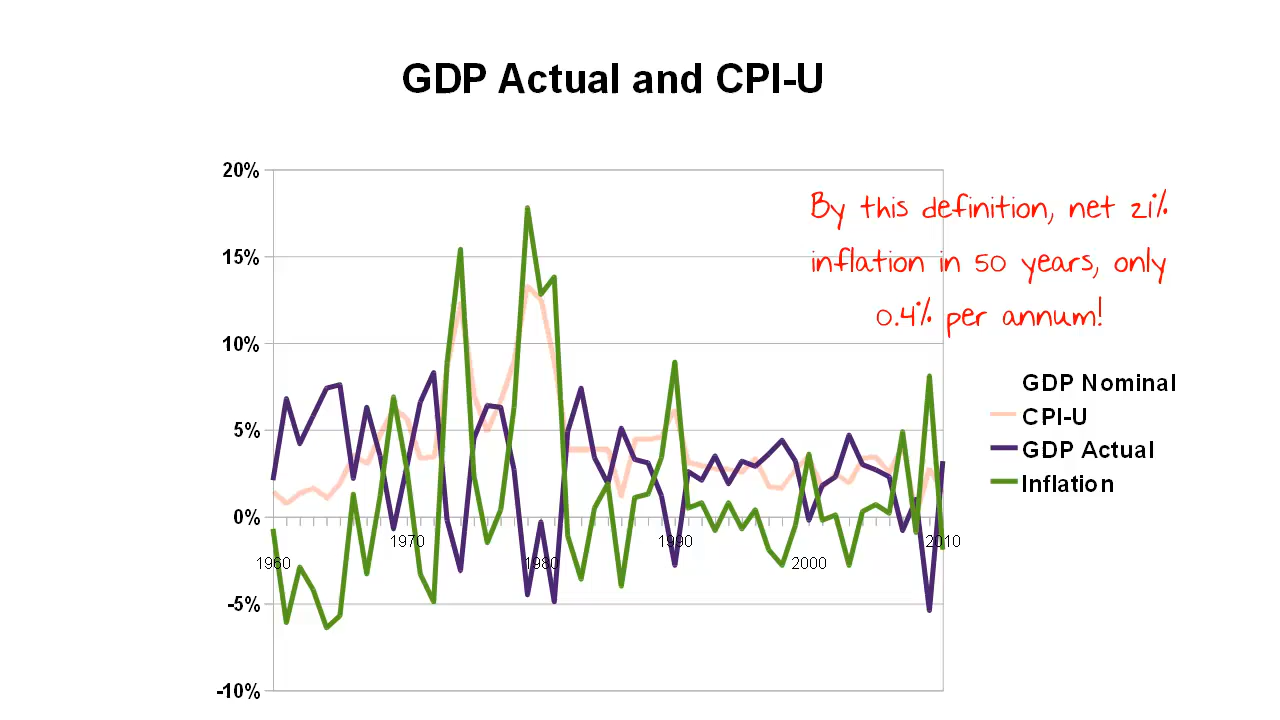 GDP Actual and CPI-U
20%
By this definition, net 21%
15%
inflation in 50 years, only
0.4% per annum!
10%
GDP Nominal
CPI-U
5%
GDP Actual
Inflation
0%
1970
1990
2010
1960
1980
2000
-5%
-10%